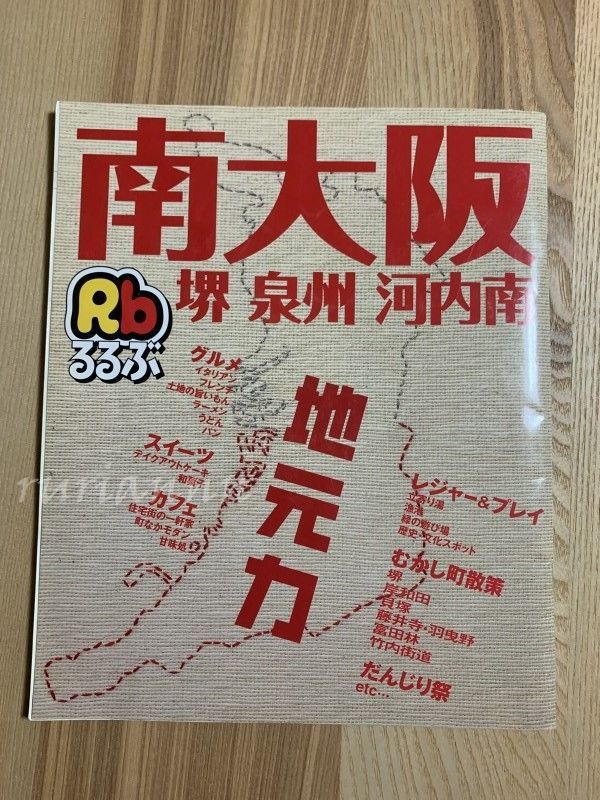 南大阪
堺 泉州 河内南
Rb
るるぶ
地元力
グルメ
イタリアン
フレンチ
土地の旨いもん
ラーメン
うどん
パン
スイーツ
テイクアウトケーキ
和菓子
カフェ
住宅街の一軒家
町なかモダン
甘味処
レジャー&プレイ
立寄り湯
漁港
緑の遊び場
歴史・文化スポット
むかし町散策
堺
岸和田
貝塚
藤井寺・羽曳野
富田林
竹内街道
だんじり祭
etc…